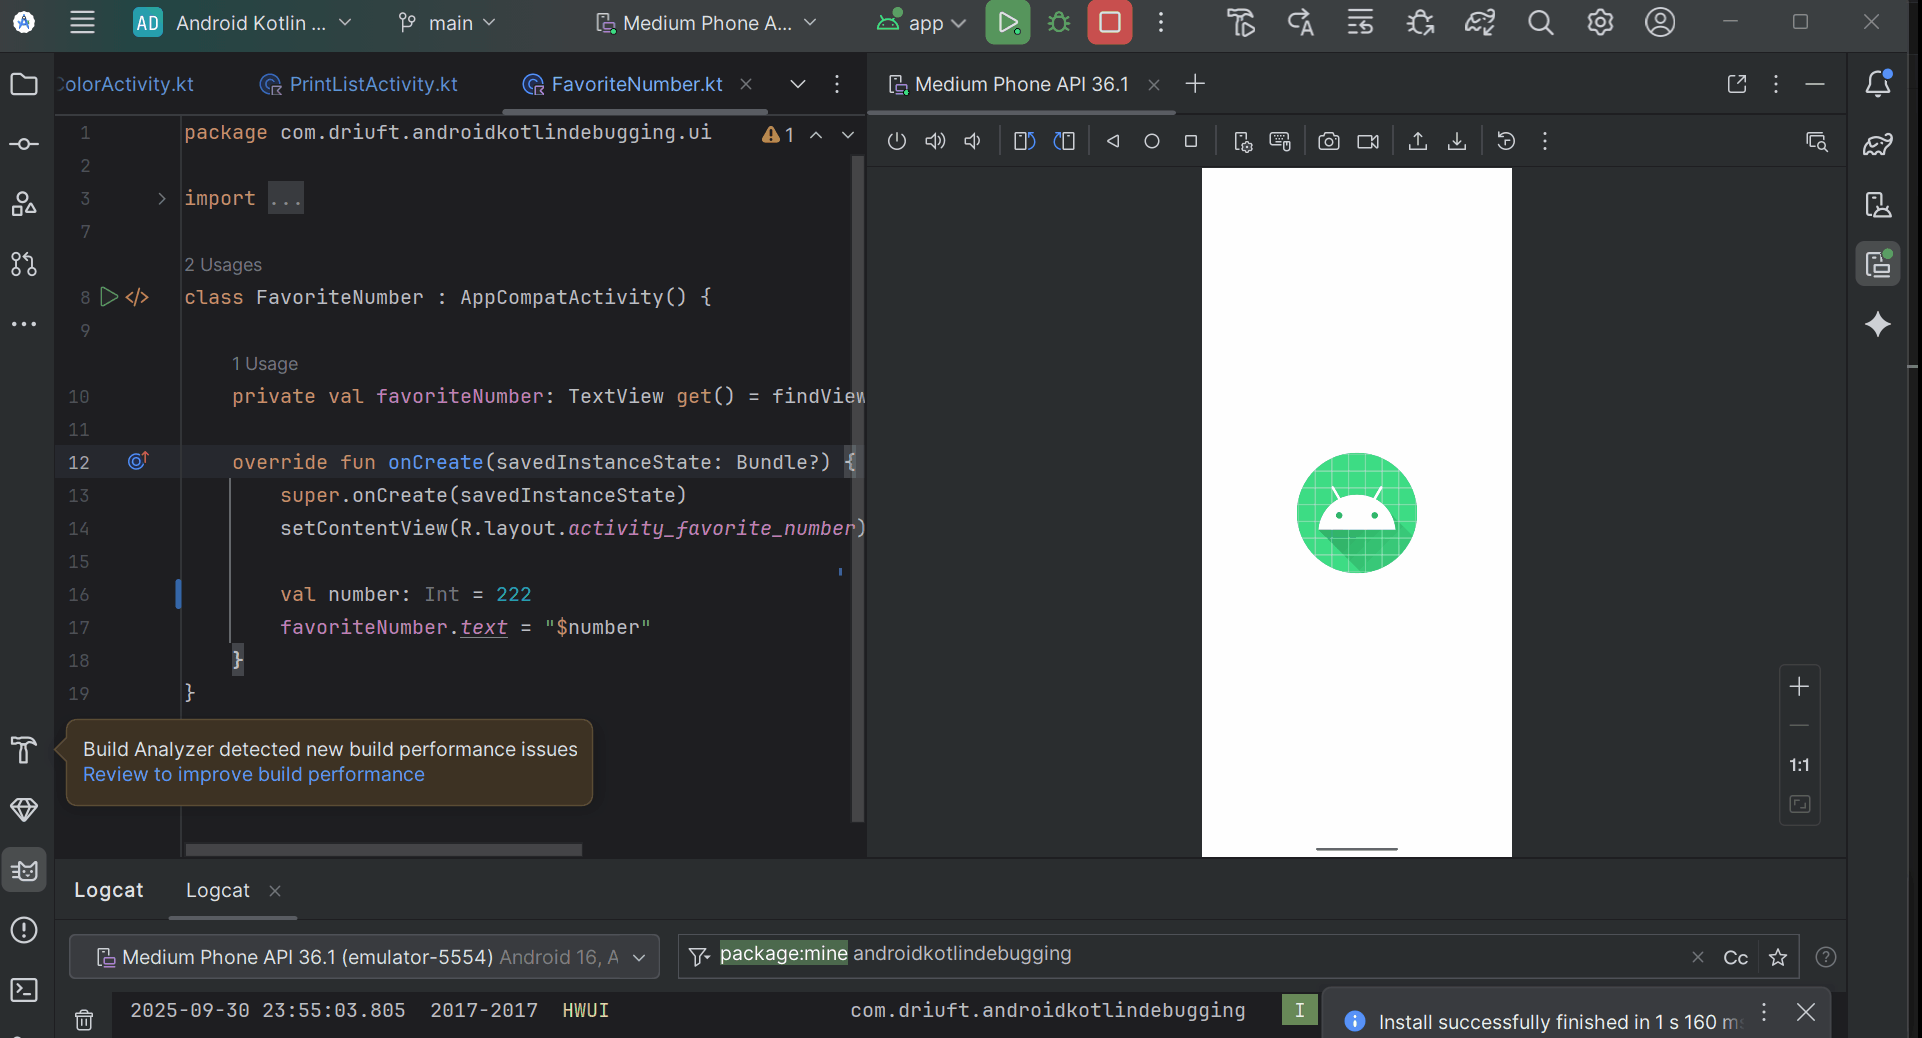 AD Android Kotlin ... main Medium Phone A... app
ColorActivity.kt PrintListActivity.kt FavoriteNumber.kt Medium Phone API 36.1
1 package com.driuft.androidkotlindebugging.ui 1
2
3 import ...
7
2 Usages
8 </> class FavoriteNumber : AppCompatActivity() {
9
1 Usage
10 private val favoriteNumber: TextView get() = findView
11
12 override fun onCreate(savedInstanceState: Bundle?) {
13 super.onCreate(savedInstanceState)
14 setContentView(R.layout.activity_favorite_number)
15
16 val number: Int = 222
17 favoriteNumber.text = "$number"
18 }
19 }
Build Analyzer detected new build performance issues
Review to improve build performance
1:1
Logcat Logcat
Medium Phone API 36.1 (emulator-5554) Android 16, A package:mine androidkotlindebugging Cc
2025-09-30 23:55:03.805 2017-2017 HWUI com.driuft.androidkotlindebugging I
Install successfully finished in 1 s 160 ms